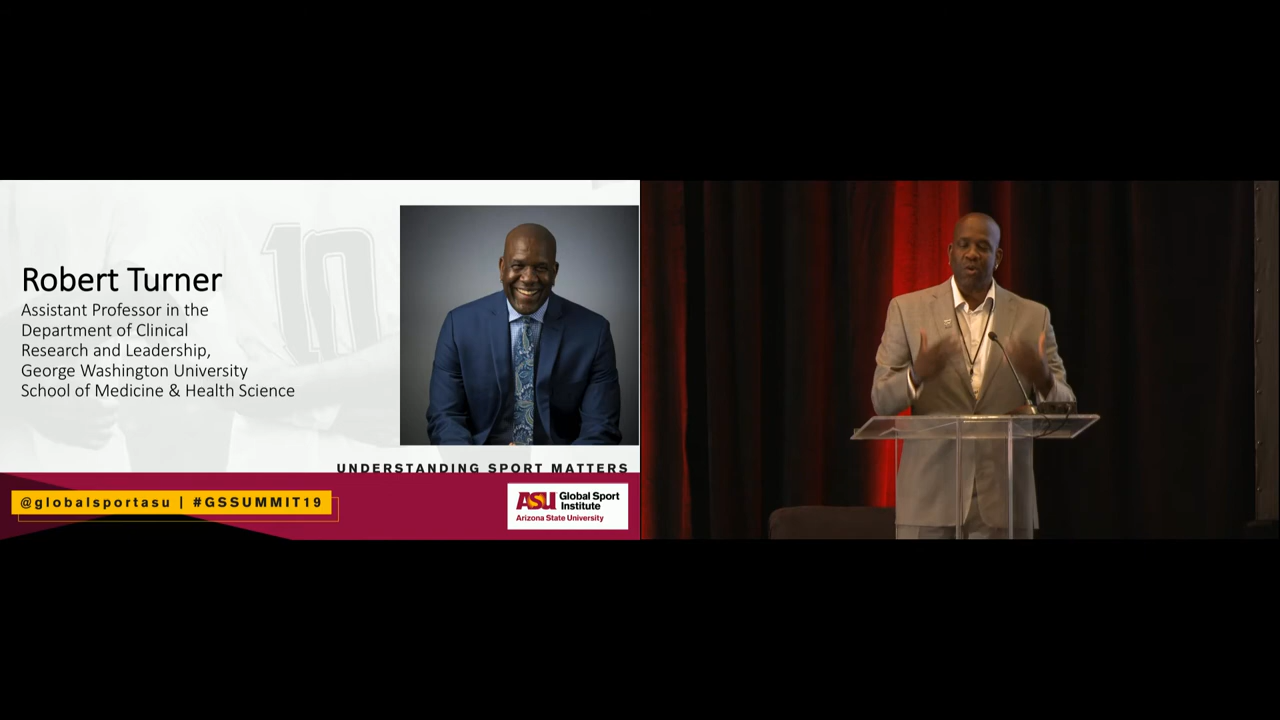 Robert Turner
Assistant Professor in the
Department of Clinical
Research and Leadership,
George Washington University
School of Medicine & Health Science
UNDERSTANDING SPORT MATTERS
@globalsportasu | #GSSUMMIT19
ASU Global Sport
Institute
Arizona State University
10